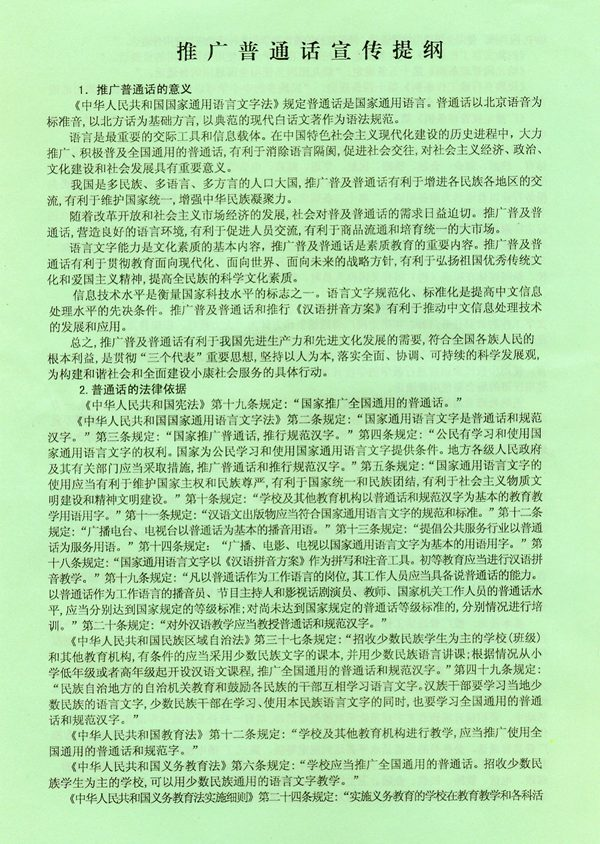 推广普通话宣传提纲
1. 推广普通话的意义
《中华人民共和国国家通用语言文字法》规定普通话是国家通用语言。普通话以北京语音为
标准音, 以北方话为基础方言, 以典范的现代白话文著作为语法规范。
语言是最重要的交际工具和信息载体。在中国特色社会主义现代化建设的历史进程中, 大力
推广、积极普及全国通用的普通话, 有利于消除语言隔阂, 促进社会交往, 对社会主义经济、政治、
文化建设和社会发展具有重要意义。
我国是多民族、多语言、多方言的人口大国, 推广普及普通话有利于增进各民族各地区的交
流, 有利于维护国家统一, 增强中华民族凝聚力。
随着改革开放和社会主义市场经济的发展, 社会对普及普通话的需求日益迫切。推广普及普
通话, 营造良好的语言环境, 有利于促进人员交流, 有利于商品流通和培育统一的大市场。
语言文字能力是文化素质的基本内容, 推广普及普通话是素质教育的重要内容。推广普及普
通话有利于贯彻教育面向现代化、面向世界、面向未来的战略方针, 有利于弘扬祖国优秀传统文
化和爱国主义精神, 提高全民族的科学文化素质。
信息技术水平是衡量国家科技水平的标志之一。语言文字规范化、标准化是提高中文信息
处理水平的先决条件。推广普及普通话和推行《汉语拼音方案》有利于推动中文信息处理技术
的发展和应用。
总之, 推广普及普通话有利于我国先进生产力和先进文化发展的需要, 符合全国各族人民的
根本利益, 是贯彻“三个代表”重要思想, 坚持以人为本, 落实全面、协调、可持续的科学发展观,
为构建和谐社会和全面建设小康社会服务的具体行动。
2. 普通话的法律依据
《中华人民共和国宪法》第十九条规定: “国家推广全国通用的普通话。”
《中华人民共和国国家通用语言文字法》第二条规定: “国家通用语言文字是普通话和规范
汉字。”第三条规定: “国家推广普通话, 推行规范汉字。”第四条规定: “公民有学习和使用国
家通用语言文字的权利。国家为公民学习和使用国家通用语言文字提供条件。地方各级人民政府
及其有关部门应当采取措施, 推广普通话和推行规范汉字。”第五条规定: “国家通用语言文字的
使用应当有利于维护国家主权和民族尊严, 有利于国家统一和民族团结, 有利于社会主义物质文
明建设和精神文明建设。”第十条规定: “学校及其他教育机构以普通话和规范汉字为基本的教育教
学用语用字。”第十一条规定: “汉语文出版物应当符合国家通用语言文字的规范和标准。”第十二条
规定: “广播电台、电视台以普通话为基本的播音用语。”第十三条规定: “提倡公共服务行业以普通
话为服务用语。”第十四条规定: “广播、电影、电视以国家通用语言文字为基本的用语用字。”第
十八条规定: “国家通用语言文字以《汉语拼音方案》作为拼写和注音工具。初等教育应当进行汉语拼
音教学。”第十九条规定: “凡以普通话作为工作语言的岗位, 其工作人员应当具备说普通话的能力。
以普通话作为工作语言的播音员、节目主持人和影视话剧演员、教师、国家机关工作人员的普通话水
平, 应当分别达到国家规定的等级标准; 对尚未达到国家规定的普通话等级标准的, 分别情况进行培
训。”第二十条规定: “对外汉语教学应当教授普通话和规范汉字。”
《中华人民共和国民族区域自治法》第三十七条规定: “招收少数民族学生为主的学校(班级)
和其他教育机构, 有条件的应当采用少数民族文字的课本, 并用少数民族语言讲课; 根据情况从小
学低年级或者高年级起开设汉语文课程, 推广全国通用的普通话和规范汉字。”第四十九条规定:
“民族自治地方的自治机关教育和鼓励各民族的干部互相学习语言文字。汉族干部要学习当地少
数民族的语言文字, 少数民族干部在学习、使用本民族语言文字的同时, 也要学习全国通用的普通
话和规范汉字。”
《中华人民共和国教育法》第十二条规定: “学校及其他教育机构进行教学, 应当推广使用全
国通用的普通话和规范字。”
《中华人民共和国义务教育法》第六条规定: “学校应当推广全国通用的普通话。招收少数民
族学生为主的学校, 可以用少数民族通用的语言文字教学。”
《中华人民共和国义务教育法实施细则》第二十四条规定: “实施义务教育的学校在教育教学和各科活